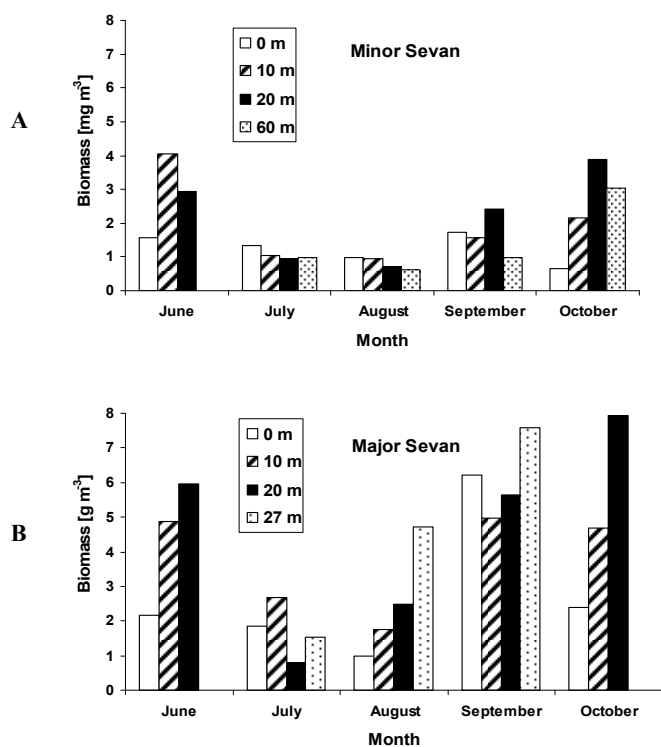 A
Minor Sevan
0 m
10 m
20 m
60 m
Biomass [mg m⁻³]
8
7
6
5
4
3
2
1
0
June July August September October
Month
B
Major Sevan
0 m
10 m
20 m
27 m
Biomass [g m⁻³]
8
7
6
5
4
3
2
1
0
June July August September October
Month